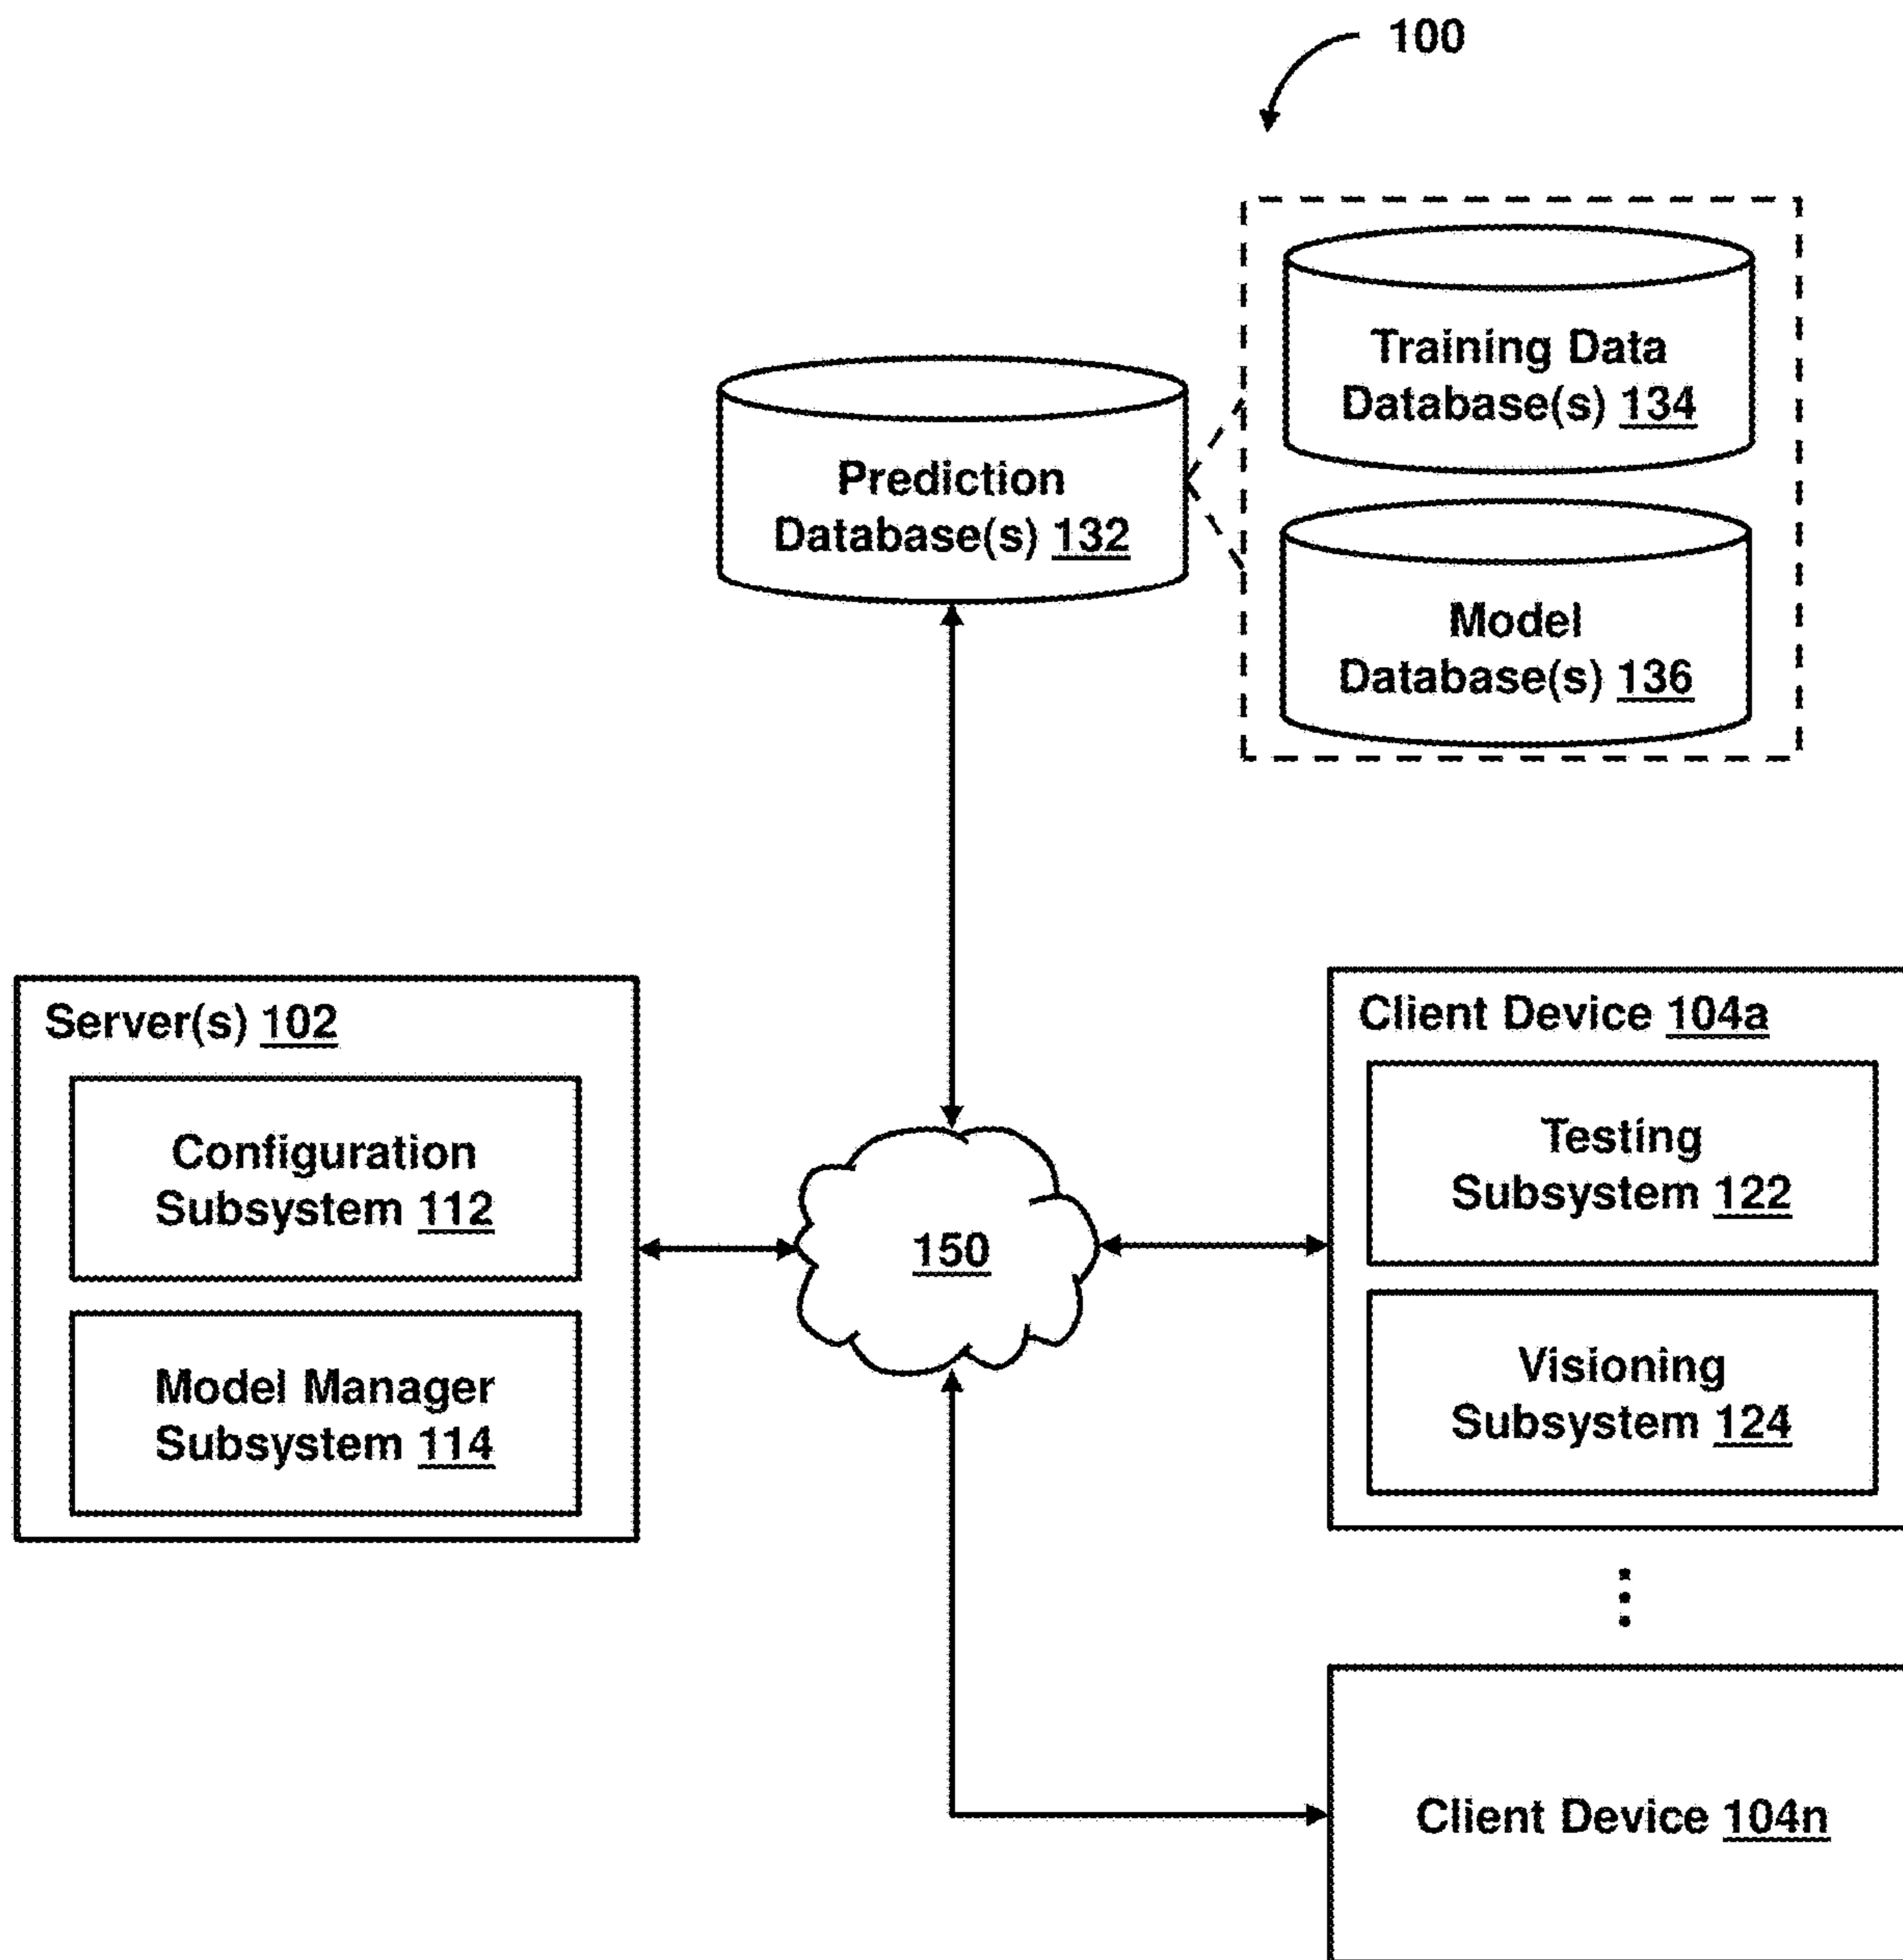 100
Training Data
Database(s) 134
Prediction
Database(s) 132
Model
Database(s) 136
Server(s) 102
Configuration
Subsystem 112
Model Manager
Subsystem 114
150
Client Device 104a
Testing
Subsystem 122
Visioning
Subsystem 124
Client Device 104n